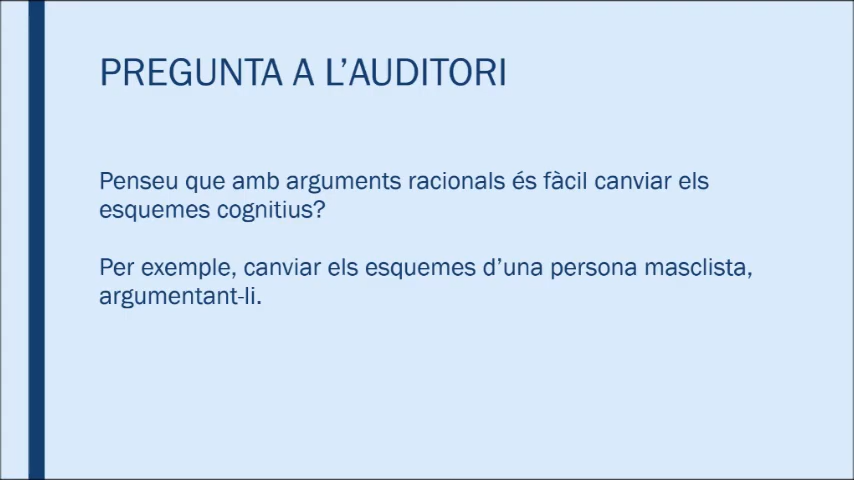 PREGUNTA A L’AUDITORI
Penseu que amb arguments racionals és fàcil canviar els
esquemes cognitius?
Per exemple, canviar els esquemes d’una persona masclista,
argumentant-li.